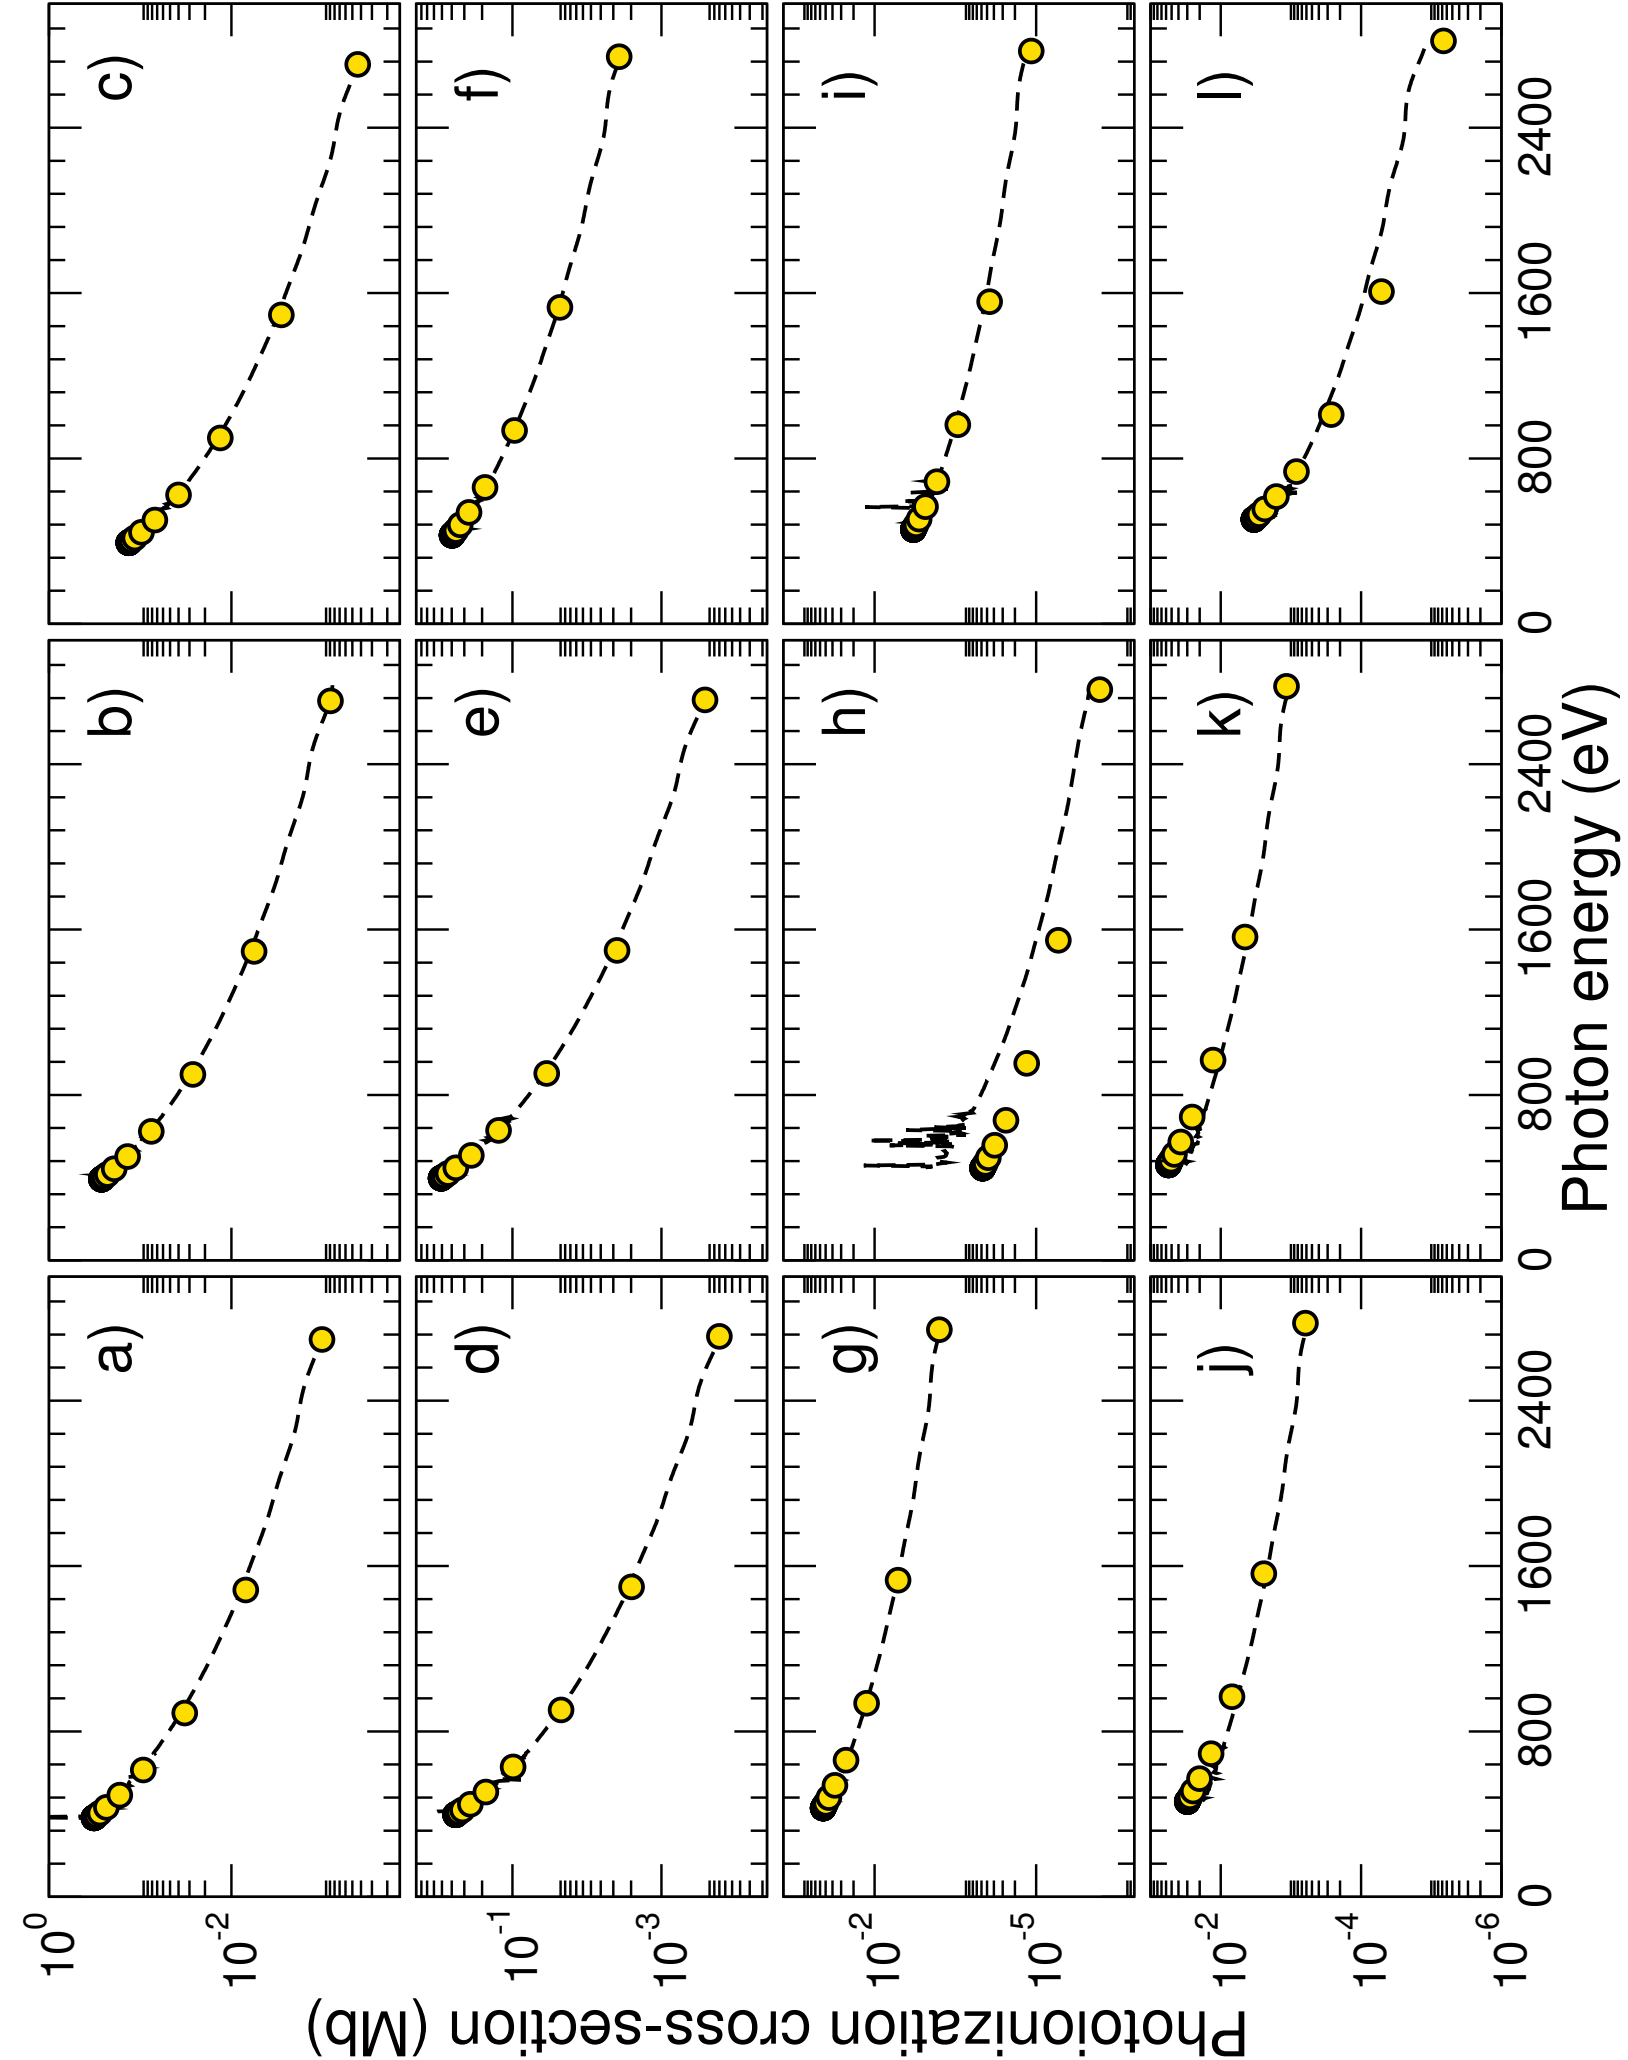 Photoionization cross-section (Mb)
10^0
10^-2
a)
b)
c)
10^-1
10^-3
d)
e)
f)
10^-2
10^-5
g)
h)
i)
10^-2
10^-4
10^-6
j)
k)
l)
0 800 1600 2400 0 800 1600 2400 0 800 1600 2400
Photon energy (eV)